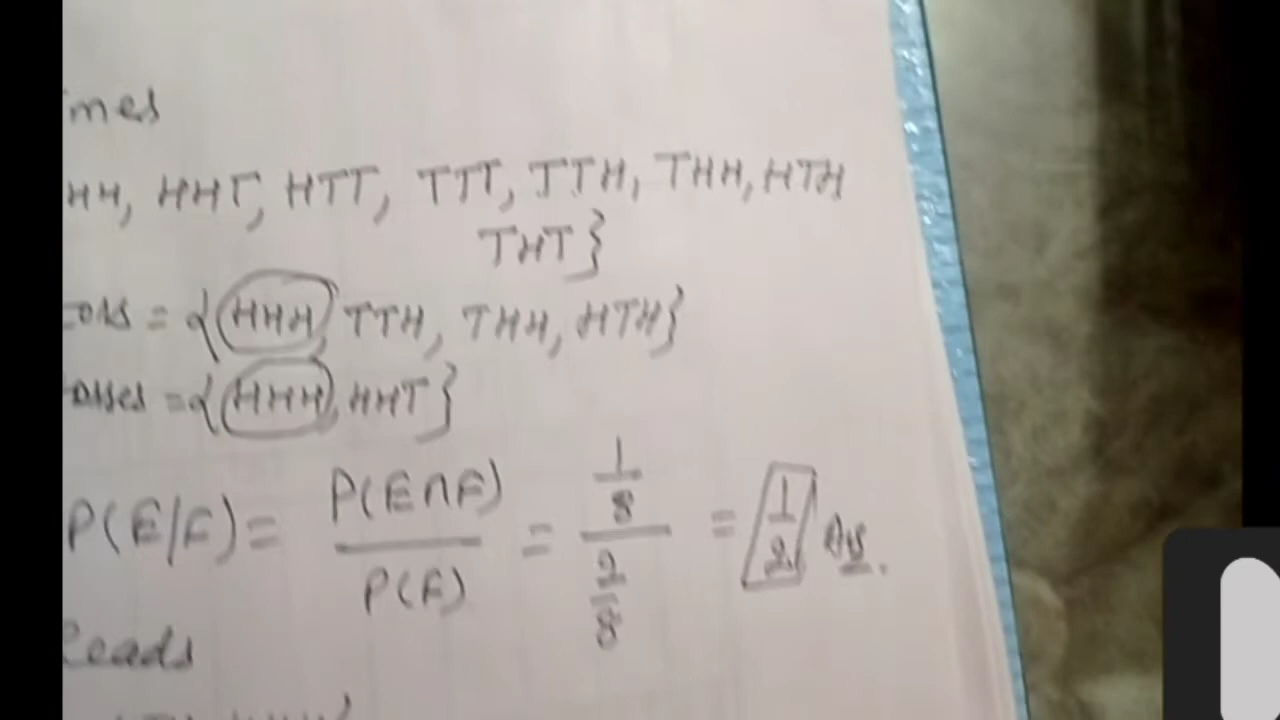 mes
HH, HHT, HTT, TTT, TTH, THH, HTH
THT}
= {HHH, TTH, THH, HTH}
osses = {HHH, HHT}
P(E/F) = P(E∩F)/P(F) = 1/8 / 2/8 = 1/2 Ans.
eads